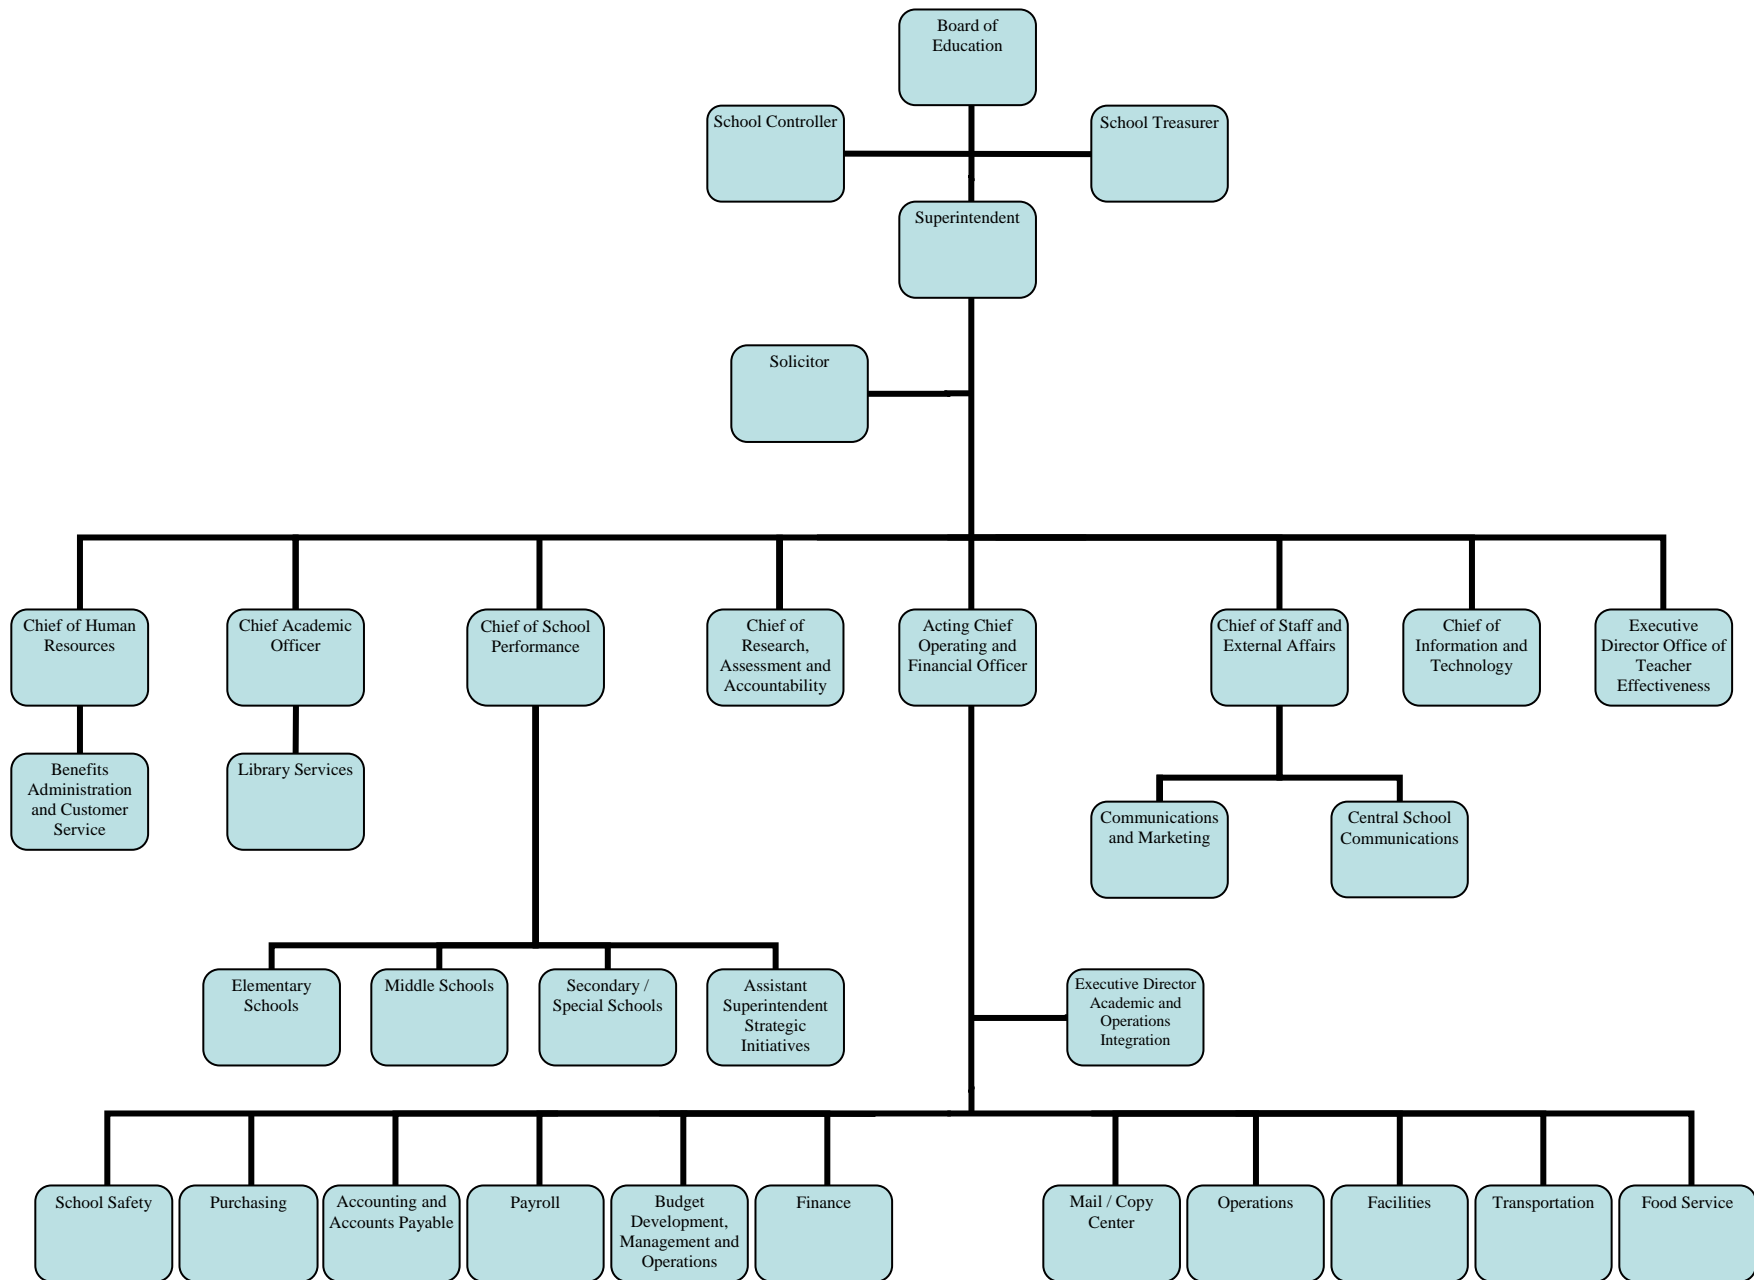 Board of
Education
School Controller
School Treasurer
Superintendent
Solicitor
Chief of Human
Resources
Chief Academic
Officer
Chief of School
Performance
Chief of
Research,
Assessment and
Accountability
Acting Chief
Operating and
Financial Officer
Chief of Staff and
External Affairs
Chief of
Information and
Technology
Executive
Director Office of
Teacher
Effectiveness
Benefits
Administration
and Customer
Service
Library Services
Communications
and Marketing
Central School
Communications
Elementary
Schools
Middle Schools
Secondary /
Special Schools
Assistant
Superintendent
Strategic
Initiatives
Executive Director
Academic and
Operations
Integration
School Safety
Purchasing
Accounting and
Accounts Payable
Payroll
Budget
Development,
Management and
Operations
Finance
Mail / Copy
Center
Operations
Facilities
Transportation
Food Service